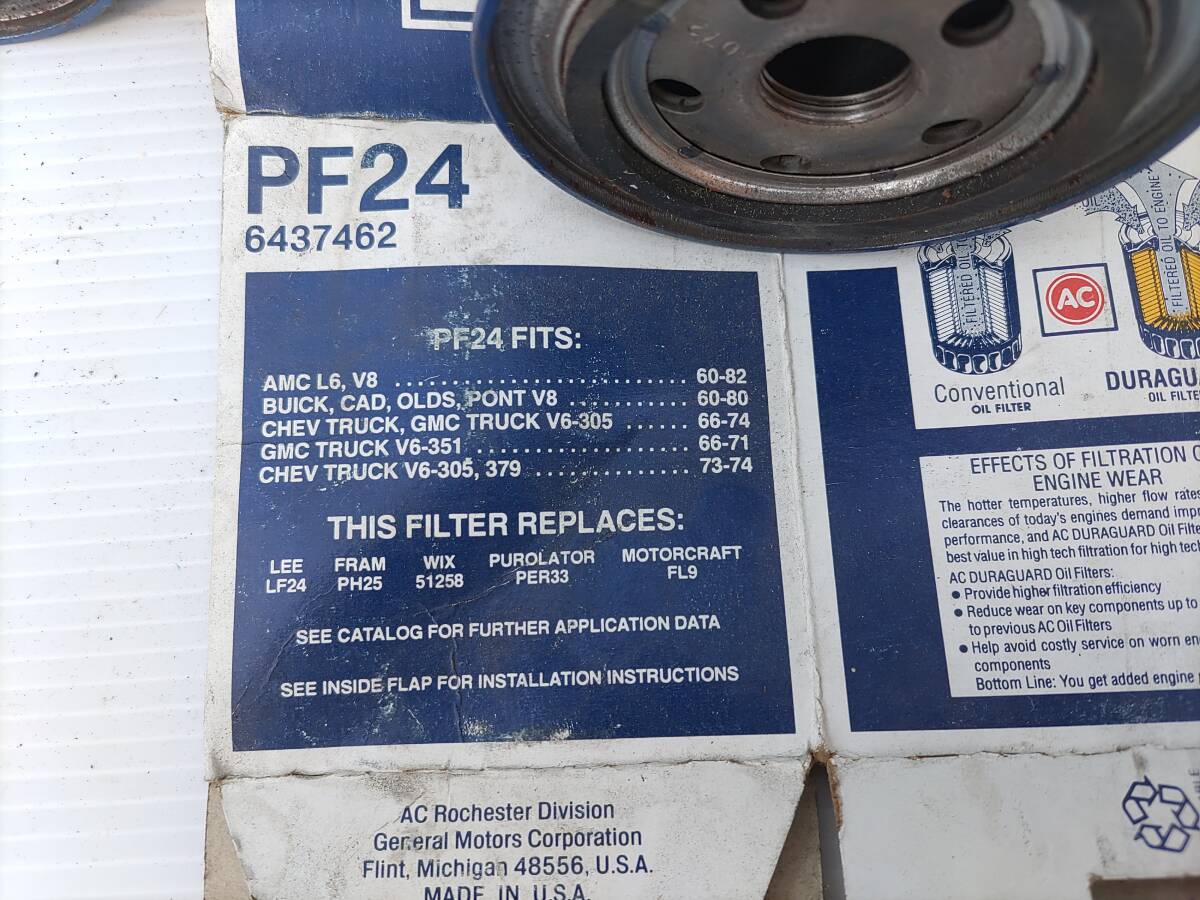 072
PF24
6437462
PF24 FITS:
AMC L6, V8 .............................. 60-82
BUICK, CAD, OLDS, PONT V8 ............ 60-80
CHEV TRUCK, GMC TRUCK V6-305 ...... 66-74
GMC TRUCK V6-351 ...................... 66-71
CHEV TRUCK V6-305, 379 ................ 73-74
THIS FILTER REPLACES:
LEE FRAM WIX PUROLATOR MOTORCRAFT
LF24 PH25 51258 PER33 FL9
SEE CATALOG FOR FURTHER APPLICATION DATA
SEE INSIDE FLAP FOR INSTALLATION INSTRUCTIONS
AC Rochester Division
General Motors Corporation
Flint, Michigan 48556, U.S.A.
MADE IN U.S.A.
OIL TO ENGINE
FILTERED OIL TO
FILTERED
AC
Conventional
OIL FILTER
DURAGUA
OIL FILTE
EFFECTS OF FILTRATION O
ENGINE WEAR
The hotter temperatures, higher flow rates
clearances of today's engines demand imp
performance, and AC DURAGUARD Oil Filte
best value in high tech filtration for high tech
AC DURAGUARD Oil Filters:
● Provide higher filtration efficiency
● Reduce wear on key components up to
to previous AC Oil Filters
● Help avoid costly service on worn en
components
Bottom Line: You get added engine